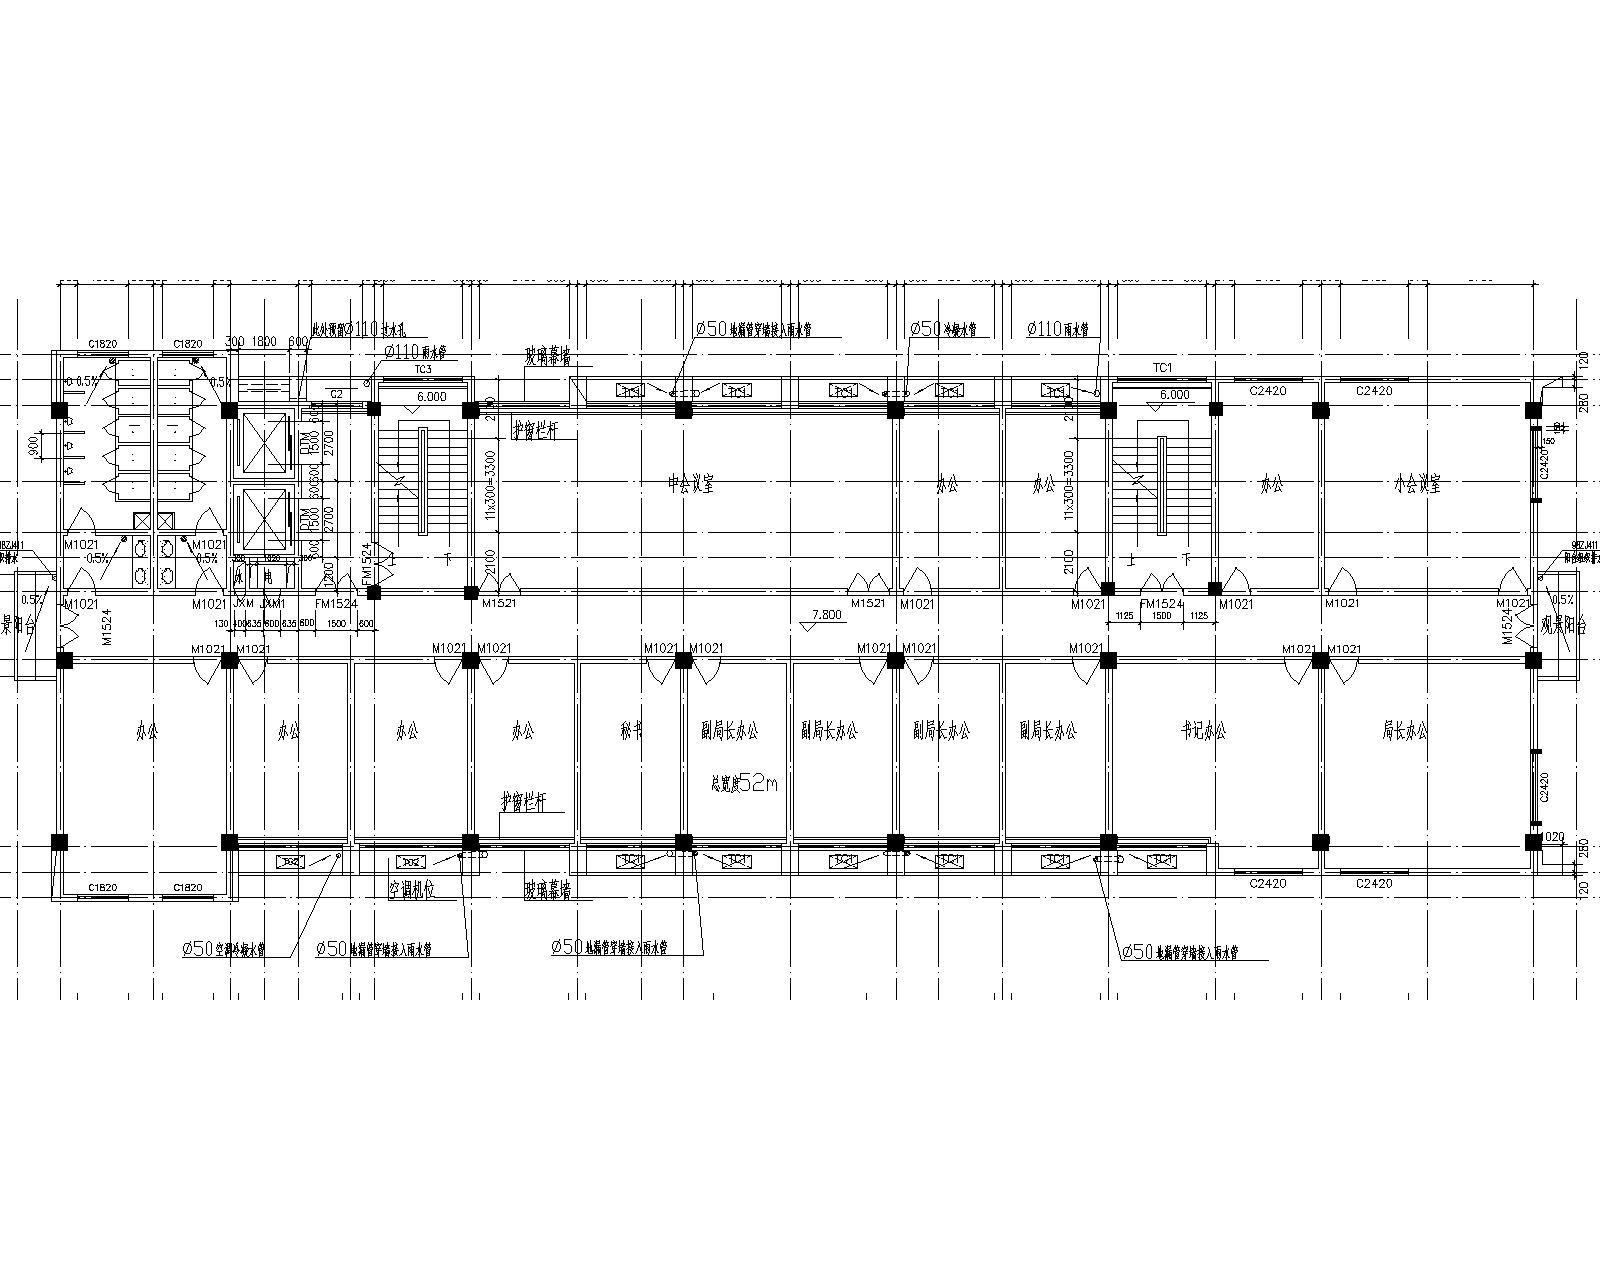 此处预留Ø110过水孔
Ø110雨水管
玻璃幕墙
Ø50地漏管穿墙接入雨水管
Ø50冷凝水管
Ø110雨水管
C1820
C1820
300
1800
600
TC3
TC1
C2
6.000
6.000
C2420
C2420
120
280
TC1
TC1
TC1
TC1
TC1
0.5%
0.5%
护窗栏杆
900
600
1500
2700
600
DTM
600
1500
2700
DTM
600
1200
11x300=3300
2100
中会议室
办公
办公
11x300=3300
2100
办公
小会议室
150
C2420
M1021
M1021
0.5%
0.5%
水
电
FM1524
上
下
上
下
M1021
M1021
JXM
JXM1
FM1524
M1521
M1521
M1021
M1021
FM1524
M1021
M1021
M1021
0.5%
0.5%
景阳台
M1524
130
400
635
600
635
600
1500
600
7.800
1125
1500
1125
M1524
观景阳台
M1021
M1021
M1021
M1021
M1021
M1021
M1021
M1021
M1021
M1021
M1021
办公
办公
办公
办公
秘书
副局长办公
副局长办公
副局长办公
副局长办公
书记办公
局长办公
总宽度52m
护窗栏杆
C2420
1020
280
120
TC2
TC2
TC1
TC1
TC1
TC1
TC1
TC1
C1820
C1820
空调机位
玻璃幕墙
C2420
C2420
Ø50空调冷凝水管
Ø50地漏管穿墙接入雨水管
Ø50地漏管穿墙接入雨水管
Ø50地漏管穿墙接入雨水管